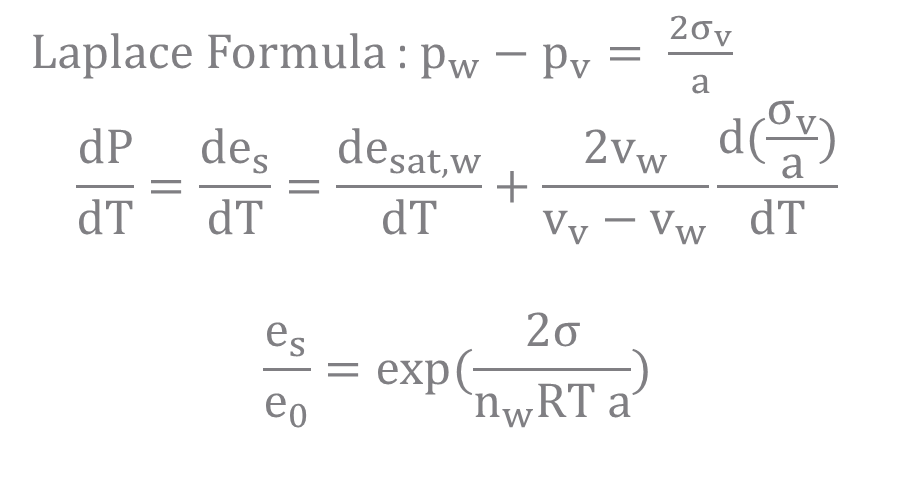 Laplace Formula : p_w − p_v = 2σ_v / a
dP/dT = de_s/dT = de_sat,w/dT + 2v_w/(v_v − v_w) d(σ_v/a)/dT
e_s/e_0 = exp(2σ/(n_w RT a))